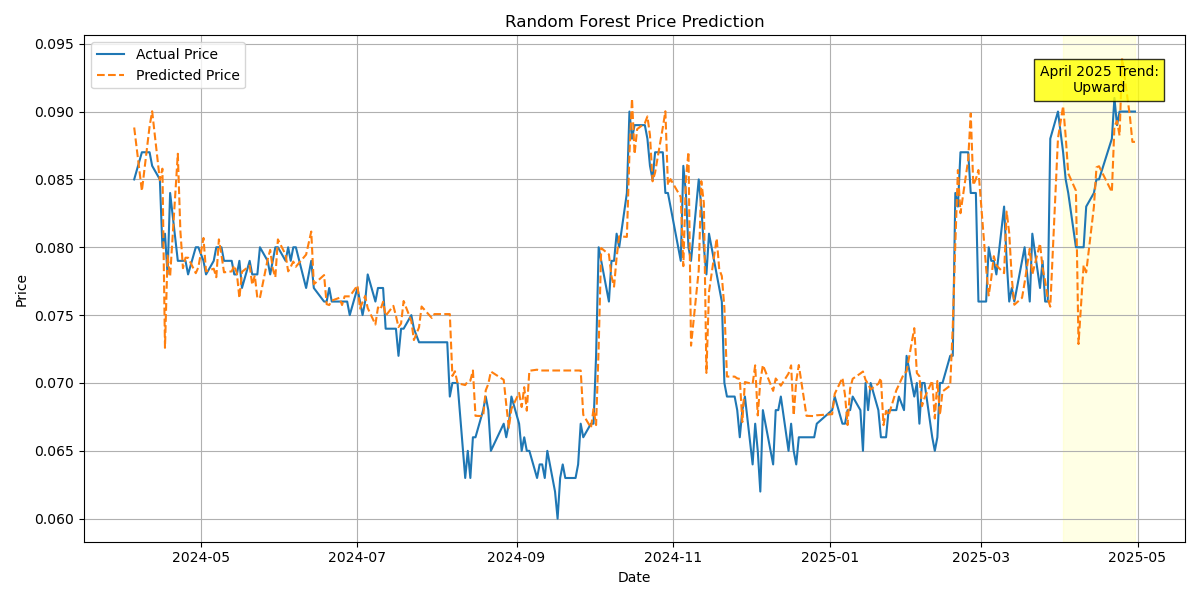 Random Forest Price Prediction
Actual Price
Predicted Price
April 2025 Trend:
Upward
Price
0.095
0.090
0.085
0.080
0.075
0.070
0.065
0.060
2024-05
2024-07
2024-09
2024-11
2025-01
2025-03
2025-05
Date